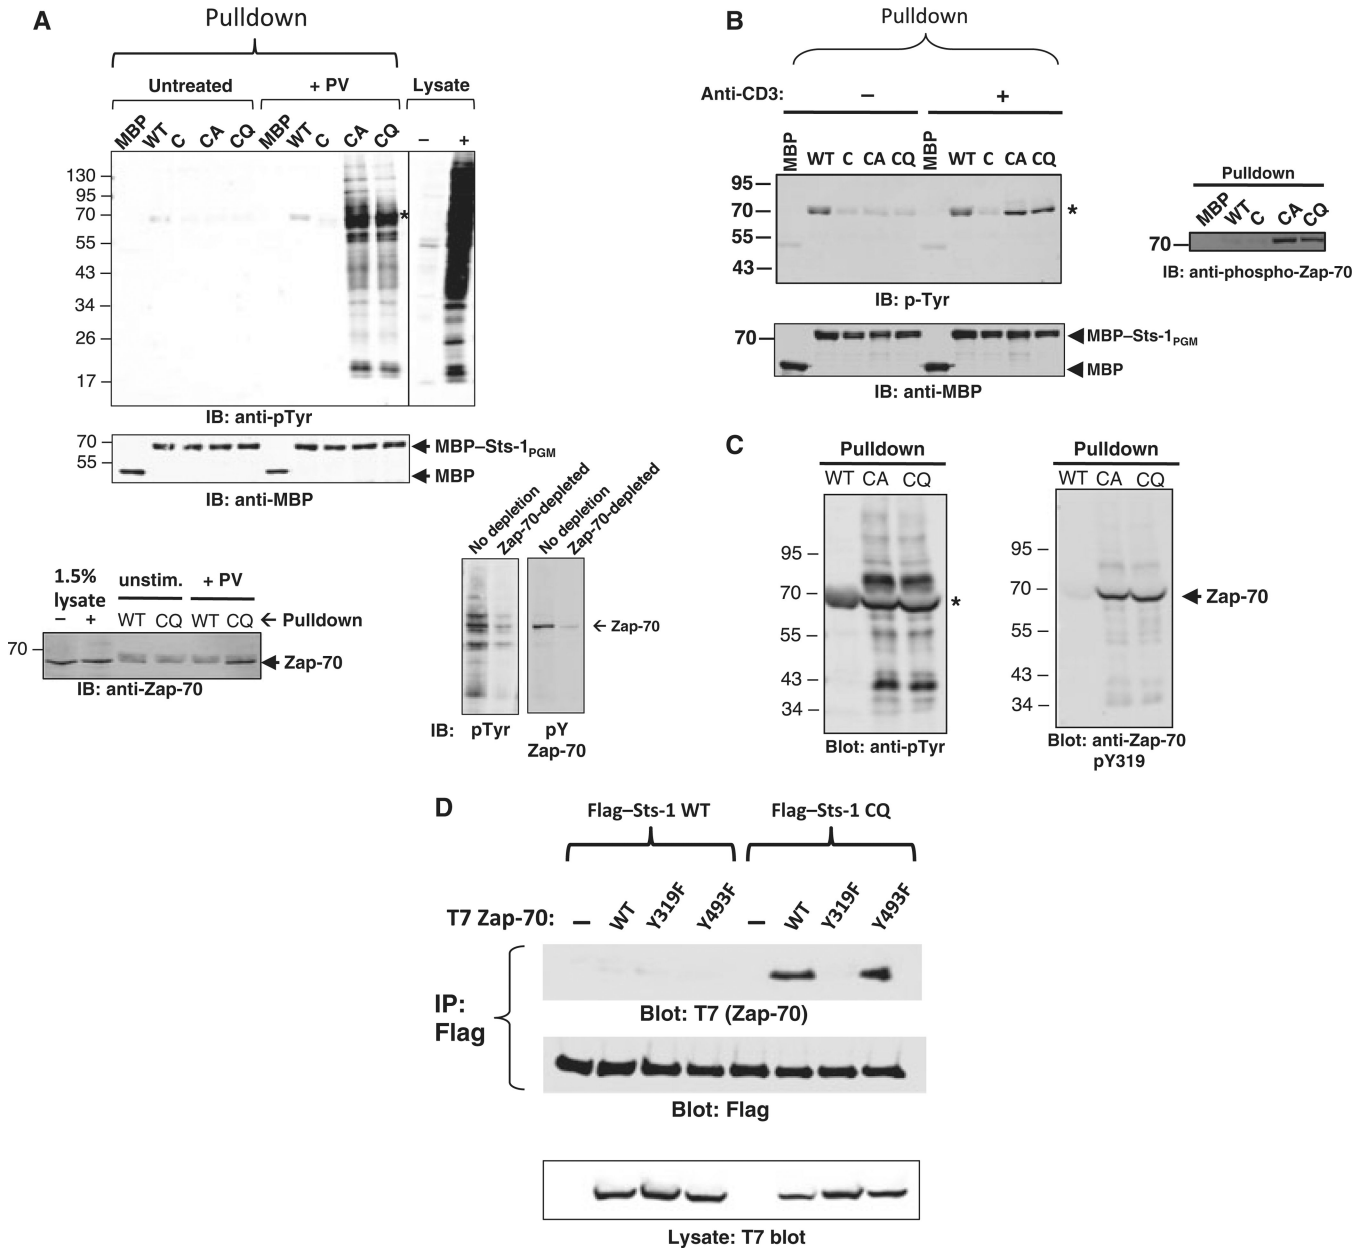 A
Pulldown
Untreated + PV Lysate
MBP WT C CA CQ MBP WT C CA CQ – +
130
95
70 *
55
43
34
26
17
IB: anti-pTyr
70 MBP–Sts-1PGM
55 MBP
IB: anti-MBP
1.5% lysate unstim. + PV
– + WT CQ WT CQ ← Pulldown
70 Zap-70
IB: anti-Zap-70
No depletion Zap-70-depleted No depletion Zap-70-depleted
← Zap-70
IB: pTyr pY Zap-70
B
Pulldown
Anti-CD3: – +
MBP WT C CA CQ MBP WT C CA CQ
95
70 *
55
43
IB: p-Tyr
70 MBP–Sts-1PGM
MBP
IB: anti-MBP
Pulldown
MBP WT C CA CQ
70
IB: anti-phospho-Zap-70
C
Pulldown
WT CA CQ
95
70 *
55
43
34
Blot: anti-pTyr
Pulldown
WT CA CQ
95
70 Zap-70
55
43
34
Blot: anti-Zap-70
pY319
D
Flag–Sts-1 WT Flag–Sts-1 CQ
T7 Zap-70: – WT Y319F Y493F – WT Y319F Y493F
IP:
Flag
Blot: T7 (Zap-70)
Blot: Flag
Lysate: T7 blot